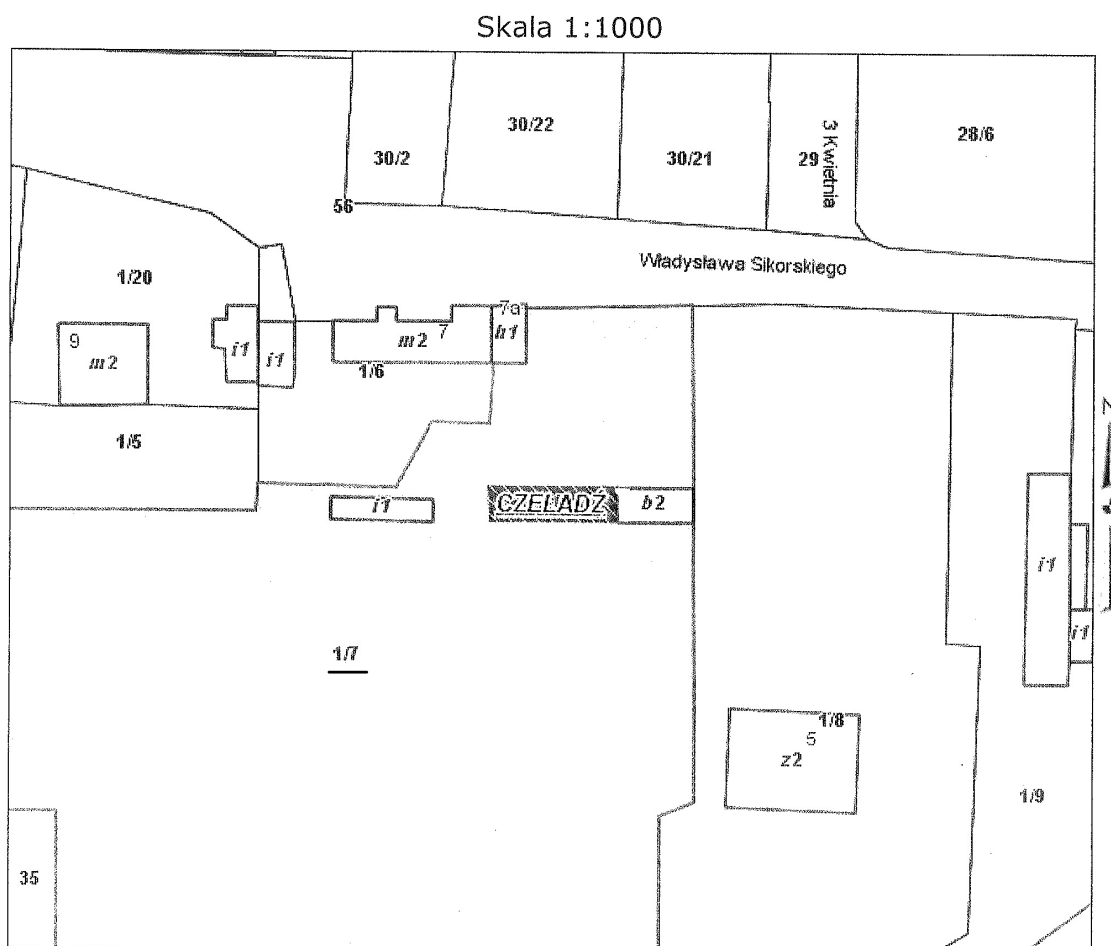 Skala 1:1000
30/2
30/22
30/21
29
3 Kwietnia
28/6
56
Władysława Sikorskiego
1/20
9
m2
i1
i1
m2
7
7a
h1
1/6
1/5
i1
CZELADŹ
b2
i1
i1
1/7
1/8
5
z2
1/9
35